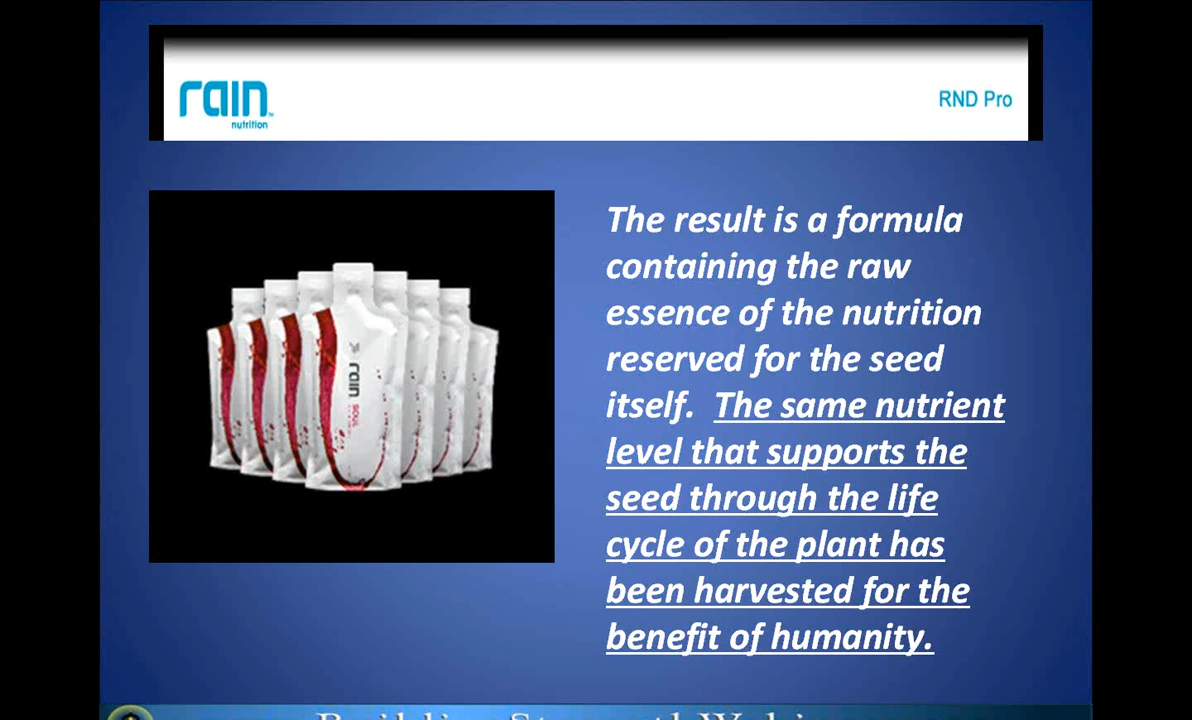 rain
nutrition
RND Pro
rain
SOUL
The result is a formula
containing the raw
essence of the nutrition
reserved for the seed
itself. The same nutrient
level that supports the
seed through the life
cycle of the plant has
been harvested for the
benefit of humanity.